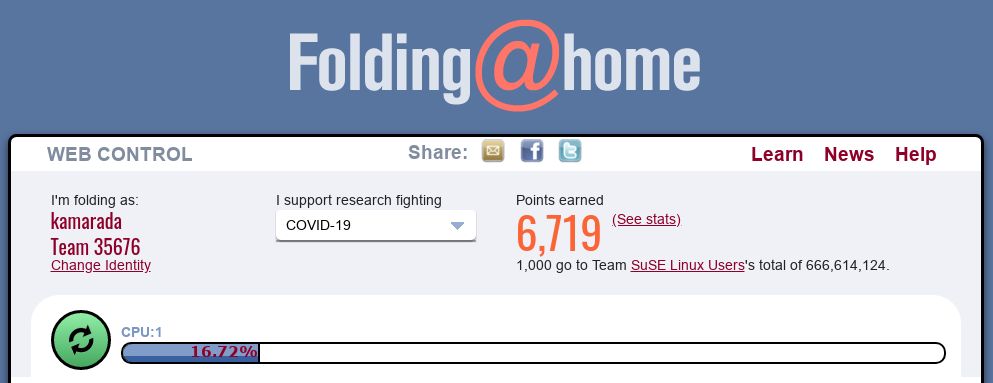 Folding@home
WEB CONTROL
Share:
Learn News Help
I'm folding as:
kamarada
Team 35676
Change Identity
I support research fighting
COVID-19
Points earned
6,719 (See stats)
1,000 go to Team SuSE Linux Users's total of 666,614,124.
CPU:1
16.72%